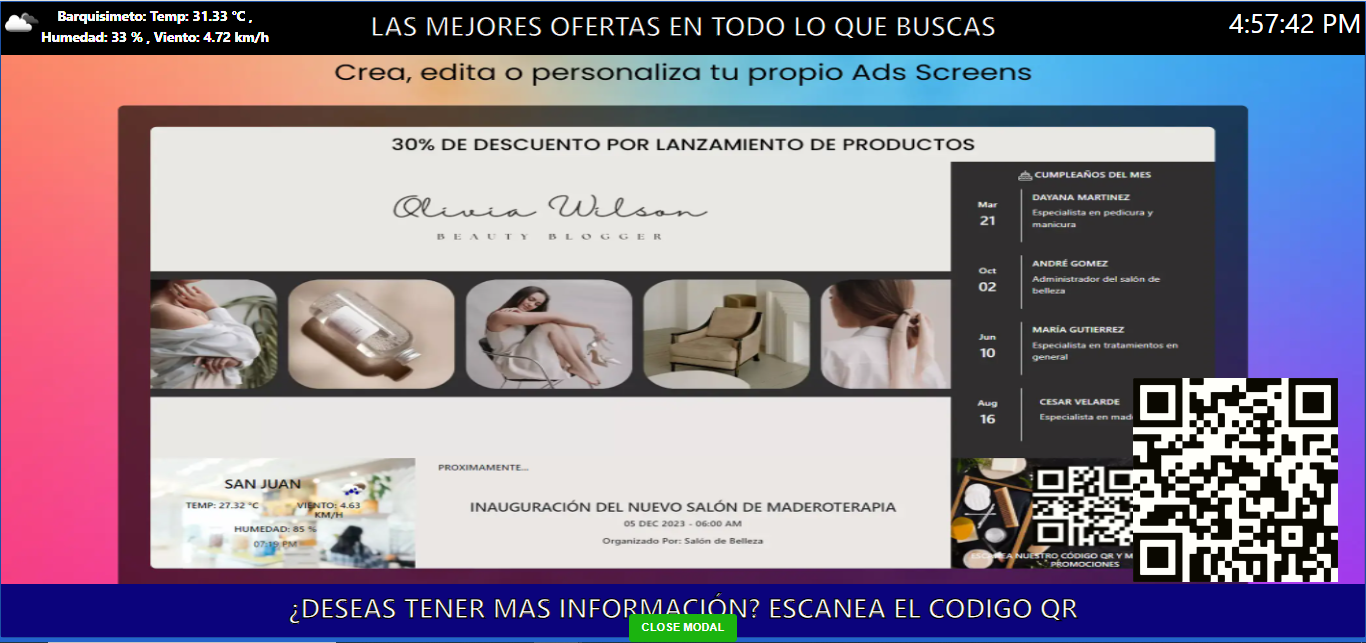 Barquisimeto: Temp: 31.33 °C ,
Humedad: 33 % , Viento: 4.72 km/h
LAS MEJORES OFERTAS EN TODO LO QUE BUSCAS
4:57:42 PM
Crea, edita o personaliza tu propio Ads Screens
30% DE DESCUENTO POR LANZAMIENTO DE PRODUCTOS
Olivia Wilson
BEAUTY BLOGGER
CUMPLEAÑOS DEL MES
Mar
21
DAYANA MARTINEZ
Especialista en pedicura y
manicura
Oct
02
ANDRÉ GOMEZ
Administrador del salón de
belleza
Jun
10
MARÍA GUTIERREZ
Especialista en tratamientos en
general
Aug
16
CESAR VELARDE
Especialista en
SAN JUAN
TEMP: 27.32 °C
VIENTO: 4.63
KM/H
HUMEDAD: 85 %
07:19 PM
PROXIMAMENTE...
INAUGURACIÓN DEL NUEVO SALÓN DE MADEROTERAPIA
05 DEC 2023 - 06:00 AM
Organizado Por: Salón de Belleza
NUESTRO CÓDIGO QR Y
PROMOCIONES
¿DESEAS TENER MAS INFORMACIÓN? ESCANEA EL CODIGO QR
CLOSE MODAL